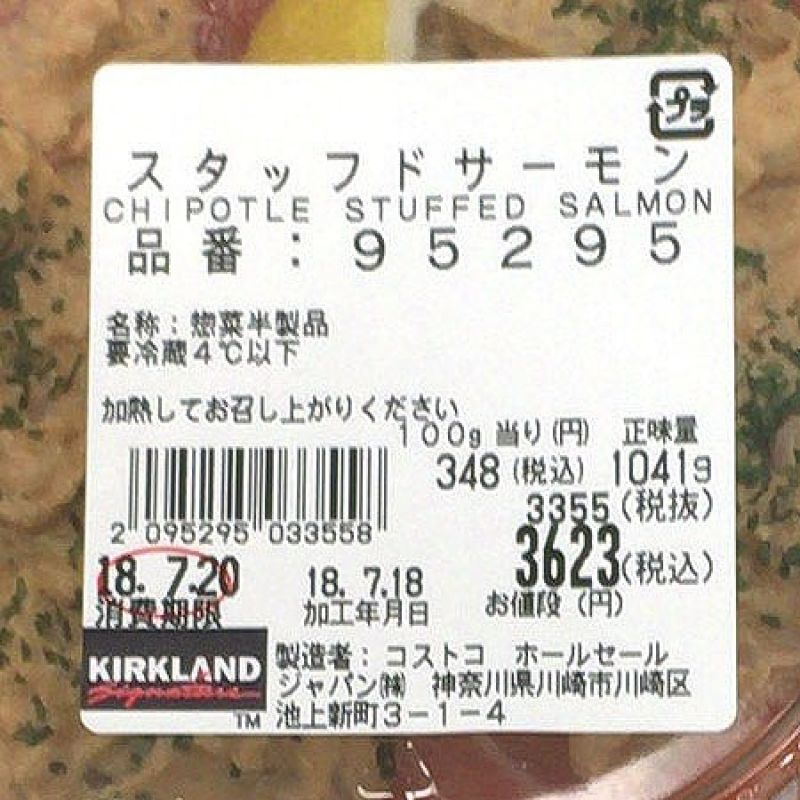 プラ
スタッフドサーモン
CHIPOTLE STUFFED SALMON
品番：95295
名称：惣菜半製品
要冷蔵4℃以下
加熱してお召し上がりください
100g 当り(円) 正味量
348(税込) 1041g
3355(税抜)
2 095295 033558
3623(税込)
18. 7.20 18. 7.18
消費期限 加工年月日 お値段(円)
KIRKLAND
Signature
TM
製造者：コストコ ホールセール
ジャパン㈱ 神奈川県川崎市川崎区
池上新町3-1-4